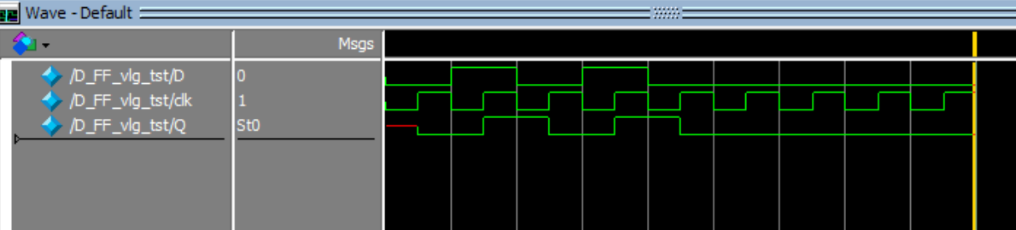 Wave - Default
Msgs
/D_FF_vlg_tst/D 0
/D_FF_vlg_tst/clk 1
/D_FF_vlg_tst/Q St0